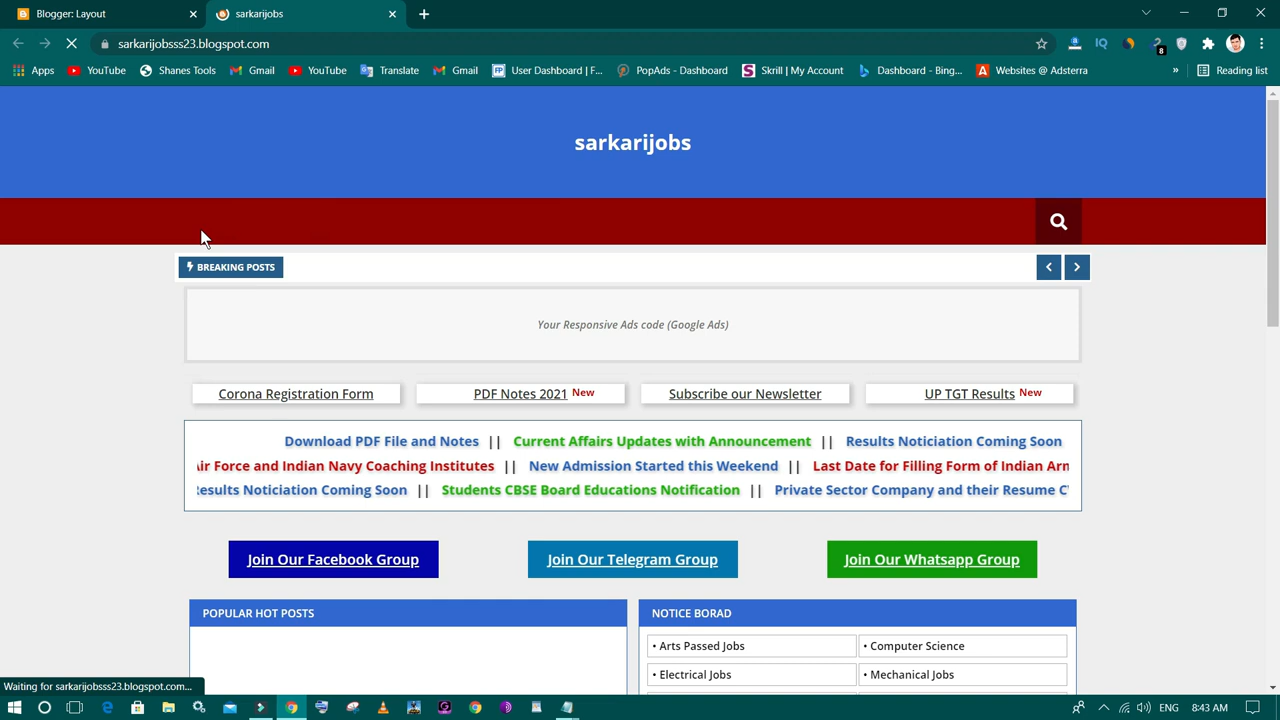 Blogger: Layout
sarkarijobs
sarkarijobsss23.blogspot.com
IQ
8
Apps YouTube Shanes Tools Gmail YouTube Translate Gmail User Dashboard | F... PopAds - Dashboard Skrill | My Account Dashboard - Bing... Websites @ Adsterra » Reading list
sarkarijobs
BREAKING POSTS
Your Responsive Ads code (Google Ads)
Corona Registration Form PDF Notes 2021 New Subscribe our Newsletter UP TGT Results New
Download PDF File and Notes || Current Affairs Updates with Announcement || Results Noticiation Coming Soon
Air Force and Indian Navy Coaching Institutes || New Admission Started this Weekend || Last Date for Filling Form of Indian Arm
Results Noticiation Coming Soon || Students CBSE Board Educations Notification || Private Sector Company and their Resume C
Join Our Facebook Group Join Our Telegram Group Join Our Whatsapp Group
POPULAR HOT POSTS
NOTICE BORAD
• Arts Passed Jobs • Computer Science
• Electrical Jobs • Mechanical Jobs
Waiting for sarkarijobsss23.blogspot.com...
ENG 8:43 AM